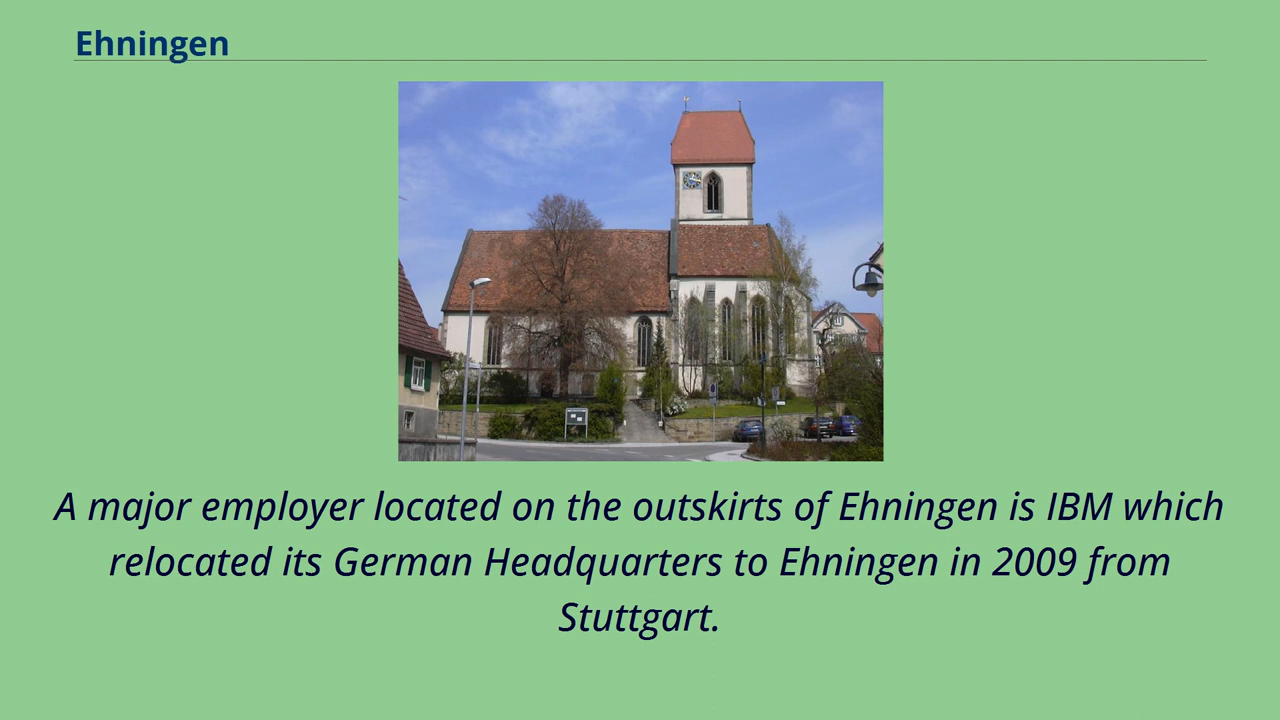 Ehningen
A major employer located on the outskirts of Ehningen is IBM which
relocated its German Headquarters to Ehningen in 2009 from
Stuttgart.